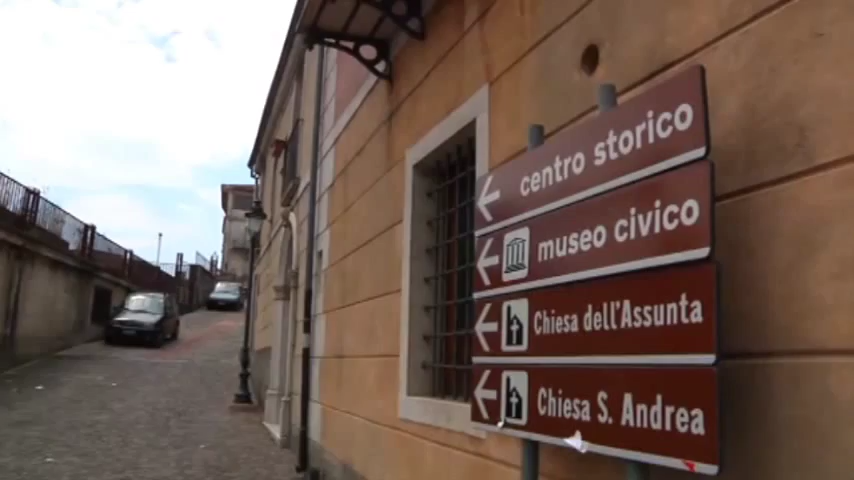 centro storico
museo civico
Chiesa dell'Assunta
Chiesa S. Andrea